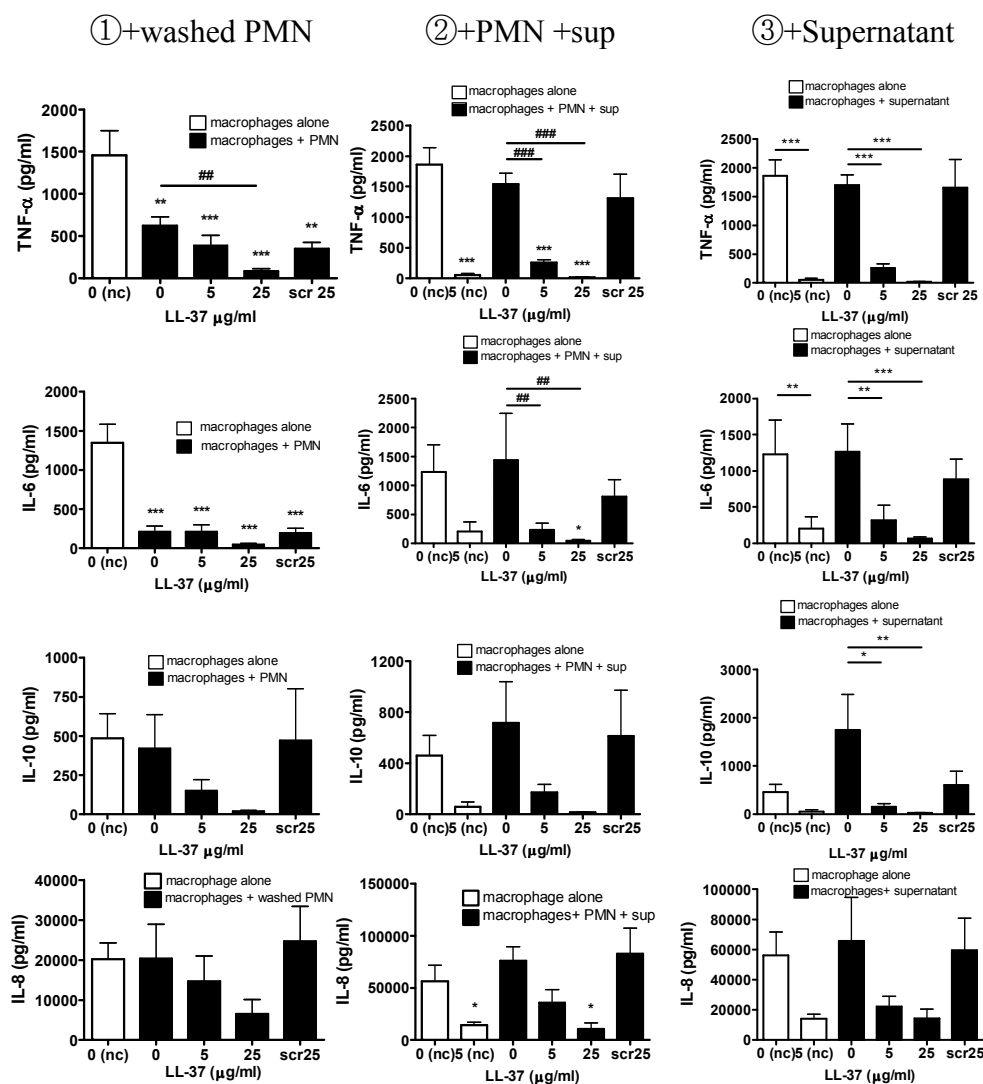 ①+washed PMN
②+PMN +sup
③+Supernatant
macrophages alone
macrophages + PMN
TNF-α (pg/ml)
2000
1500
1000
500
0
##
**
***
***
**
0 (nc) 0 5 25 scr 25
LL-37 μg/ml
macrophages alone
macrophages + PMN + sup
TNF-α (pg/ml)
2500
2000
1500
1000
500
0
###
###
***
***
***
0 (nc) 5 (nc) 0 5 25 scr 25
LL-37 μg/ml
macrophages alone
macrophages + supernatant
TNF-α (pg/ml)
2500
2000
1500
1000
500
0
***
***
***
0 (nc) 5 (nc) 0 5 25 scr 25
LL-37 μg/ml
macrophages alone
macrophages + PMN
IL-6 (pg/ml)
2000
1500
1000
500
0
***
***
***
***
0 (nc) 0 5 25 scr25
LL-37 (μg/ml)
macrophages alone
macrophages + PMN + sup
IL-6 (pg/ml)
2500
2000
1500
1000
500
0
##
##
*
0 (nc) 5 (nc) 0 5 25 scr 25
LL-37 (μg/ml)
macrophages alone
macrophages + supernatant
IL-6 (pg/ml)
2000
1500
1000
500
0
**
***
**
0 (nc) 5 (nc) 0 5 25 scr 25
LL-37 (μg/ml)
macrophages alone
macrophages + PMN
IL-10 (pg/ml)
1000
750
500
250
0
0 (nc) 0 5 25 scr25
LL-37 μg/ml
macrophages alone
macrophages + PMN + sup
IL-10 (pg/ml)
1200
800
400
0
0 (nc) 5 (nc) 0 5 25 scr25
LL-37 μg/ml
macrophages alone
macrophages + supernatant
IL-10 (pg/ml)
3000
2000
1000
0
**
*
0 (nc) 5 (nc) 0 5 25 scr 25
LL-37 μg/ml
macrophage alone
macrophages + washed PMN
IL-8 (pg/ml)
40000
30000
20000
10000
0
0 (nc) 0 5 25 scr25
LL-37 μg/ml
macrophage alone
macrophages+ PMN + sup
IL-8 (pg/ml)
150000
100000
50000
0
*
*
0 (nc) 5 (nc) 0 5 25 scr 25
LL-37 μg/ml
macrophage alone
macrophages+ supernatant
IL-8 (pg/ml)
100000
80000
60000
40000
20000
0
0 (nc) 5 (nc) 0 5 25 scr 25
LL-37 μg/ml